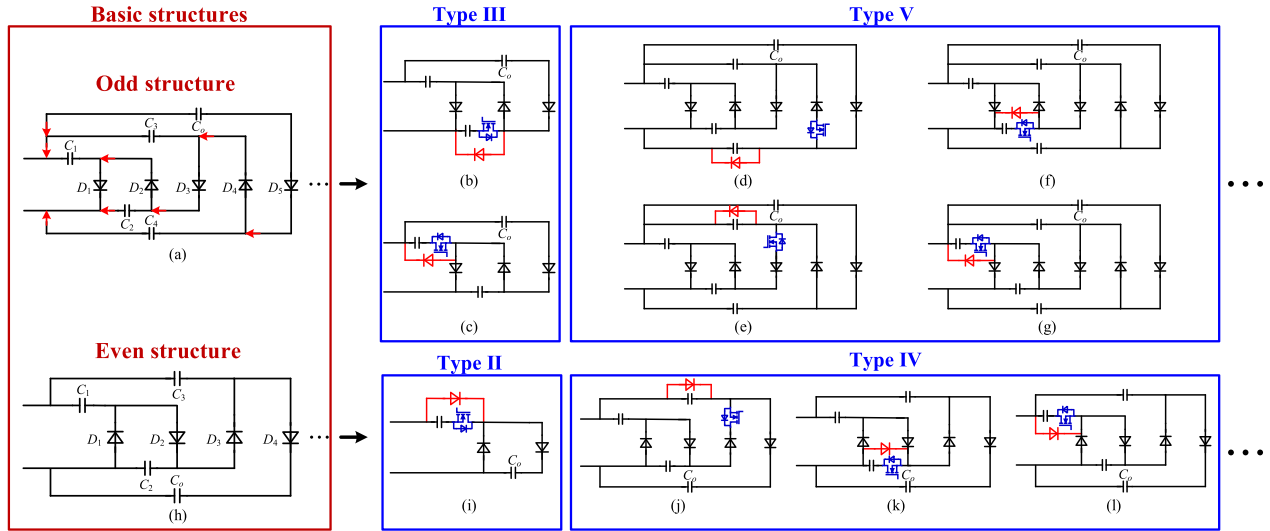 Basic structures
Type III
Type V
Odd structure
C3
Co
C1
D1
D2
D3
D4
D5
C2
C4
(a)
...
Co
(b)
Co
(c)
Co
(d)
Co
(e)
Co
(f)
Co
(g)
...
Even structure
C1
C3
D1
D2
D3
D4
C2
Co
(h)
...
Type II
Co
(i)
Type IV
Co
(j)
Co
(k)
Co
(l)
...